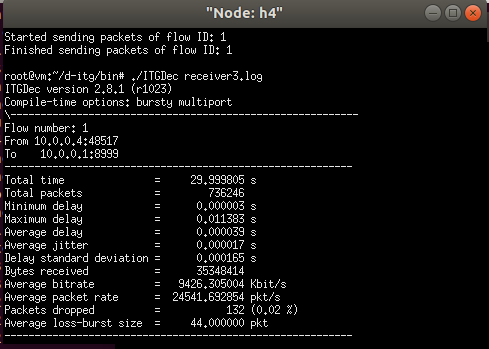 "Node: h4"
Started sending packets of flow ID: 1
Finished sending packets of flow ID: 1
root@vm:~/d-itg/bin# ./ITGDec receiver3.log
ITGDec version 2.8.1 (r1023)
Compile-time options: bursty multiport
\----------------------------------------------------------
Flow number: 1
From 10.0.0.4:48517
To    10.0.0.1:8999
----------------------------------------------------------
Total time               =     29.999805 s
Total packets            =        736246
Minimum delay            =      0.000003 s
Maximum delay            =      0.011383 s
Average delay            =      0.000039 s
Average jitter           =      0.000017 s
Delay standard deviation =      0.000165 s
Bytes received           =      35348414
Average bitrate          =   9426.305004 Kbit/s
Average packet rate      =  24541.692854 pkt/s
Packets dropped          =           132 (0.02 %)
Average loss-burst size  =     44.000000 pkt
----------------------------------------------------------